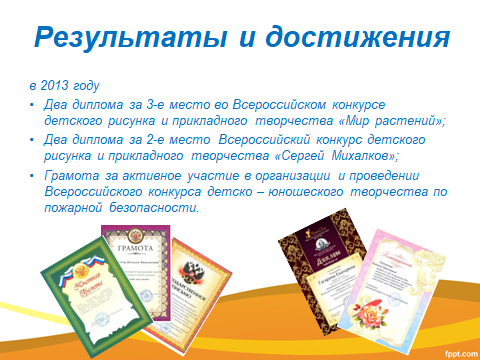 Результаты и достижения
в 2013 году
• Два диплома за 3-е место во Всероссийском конкурсе
детского рисунка и прикладного творчества «Мир растений»;
• Два диплома за 2-е место Всероссийский конкурс детского
рисунка и прикладного творчества «Сергей Михалков»;
• Грамота за активное участие в организации и проведении
Всероссийского конкурса детско – юношеского творчества по
пожарной безопасности.
ГРАМОТА
Диплом
fppt.com